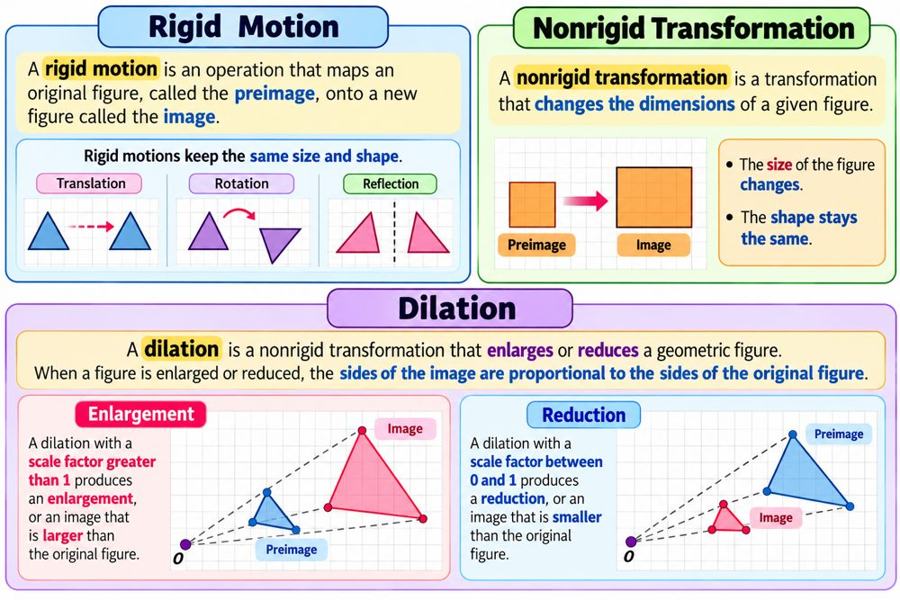 Rigid Motion
A rigid motion is an operation that maps an
original figure, called the preimage, onto a new
figure called the image.
Rigid motions keep the same size and shape.
Translation
Rotation
Reflection
Nonrigid Transformation
A nonrigid transformation is a transformation
that changes the dimensions of a given figure.
Preimage
Image
• The size of the figure
changes.
• The shape stays
the same.
Dilation
A dilation is a nonrigid transformation that enlarges or reduces a geometric figure.
When a figure is enlarged or reduced, the sides of the image are proportional to the sides of the original figure.
Enlargement
A dilation with a
scale factor greater
than 1 produces
an enlargement,
or an image that
is larger than
the original figure.
Image
Preimage
O
Reduction
A dilation with a
scale factor between
0 and 1 produces
a reduction, or an
image that is smaller
than the original
figure.
Preimage
Image
O